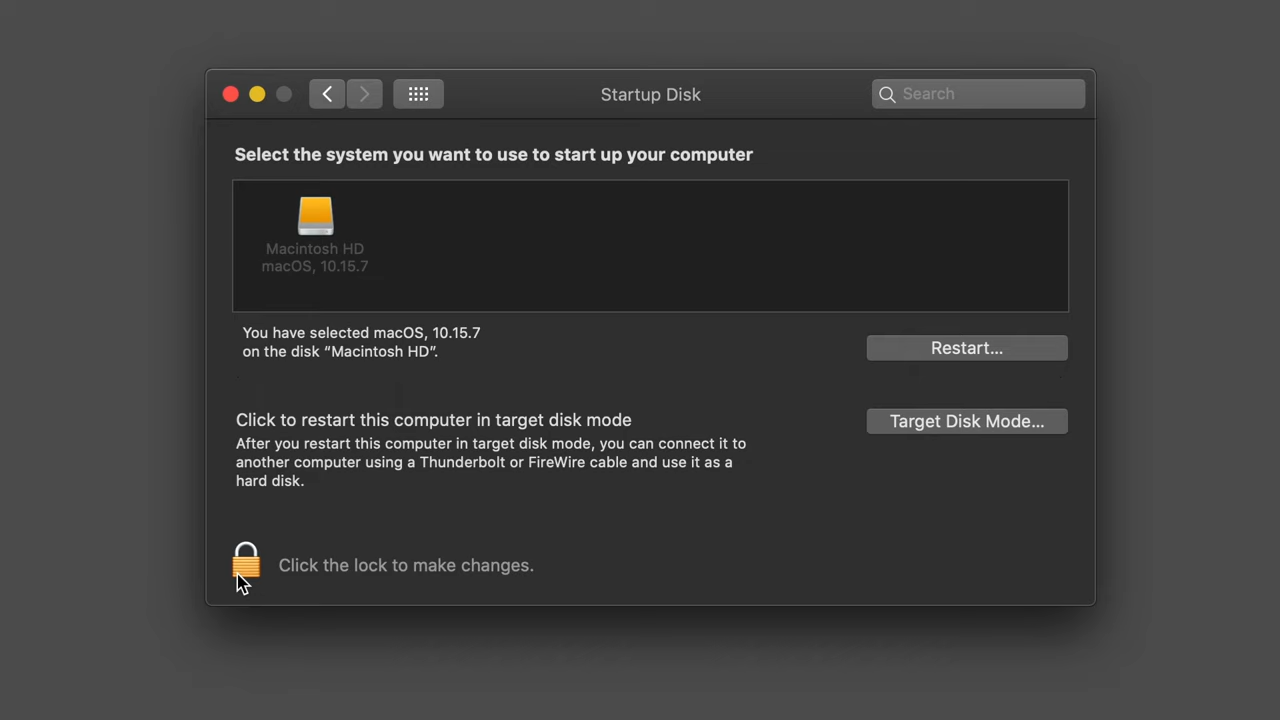 Startup Disk
Search
Select the system you want to use to start up your computer
Macintosh HD
macOS, 10.15.7
You have selected macOS, 10.15.7
on the disk “Macintosh HD”.
Restart...
Click to restart this computer in target disk mode
After you restart this computer in target disk mode, you can connect it to
another computer using a Thunderbolt or FireWire cable and use it as a
hard disk.
Target Disk Mode...
Click the lock to make changes.